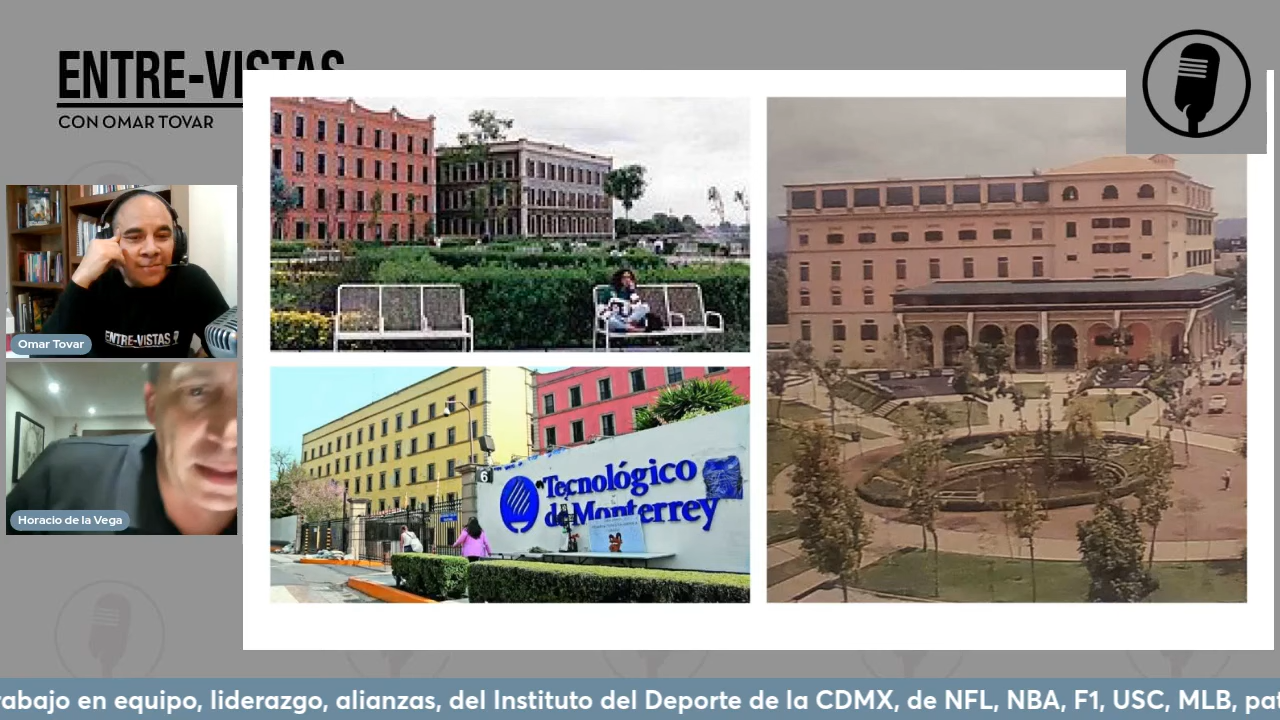 ENTRE-VISTAS
CON OMAR TOVAR
Omar Tovar
ENTRE-VISTAS
Horacio de la Vega
6
Tecnológico
de Monterrey
rabajo en equipo, liderazgo, alianzas, del Instituto del Deporte de la CDMX, de NFL, NBA, F1, USC, MLB, pat